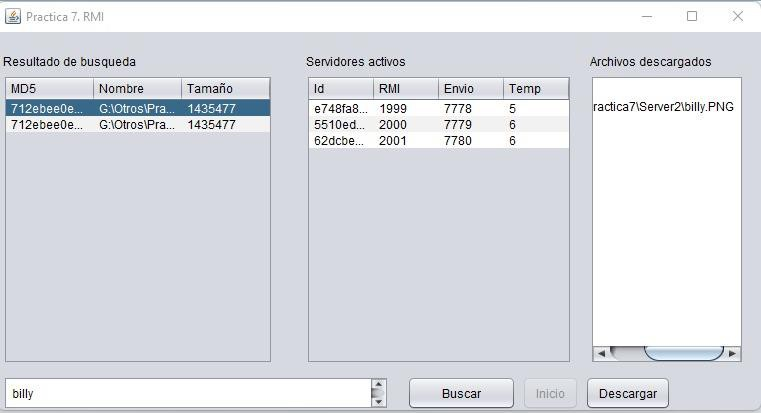 Practica 7. RMI
Resultado de busqueda
MD5 Nombre Tamaño
712ebee0e... G:\Otros\Pra... 1435477
712ebee0e... G:\Otros\Pra... 1435477
Servidores activos
Id RMI Envio Temp
e748fa8... 1999 7778 5
5510ed... 2000 7779 6
62dcbe... 2001 7780 6
Archivos descargados
ractica7\Server2\billy.PNG
billy
Buscar
Inicio
Descargar